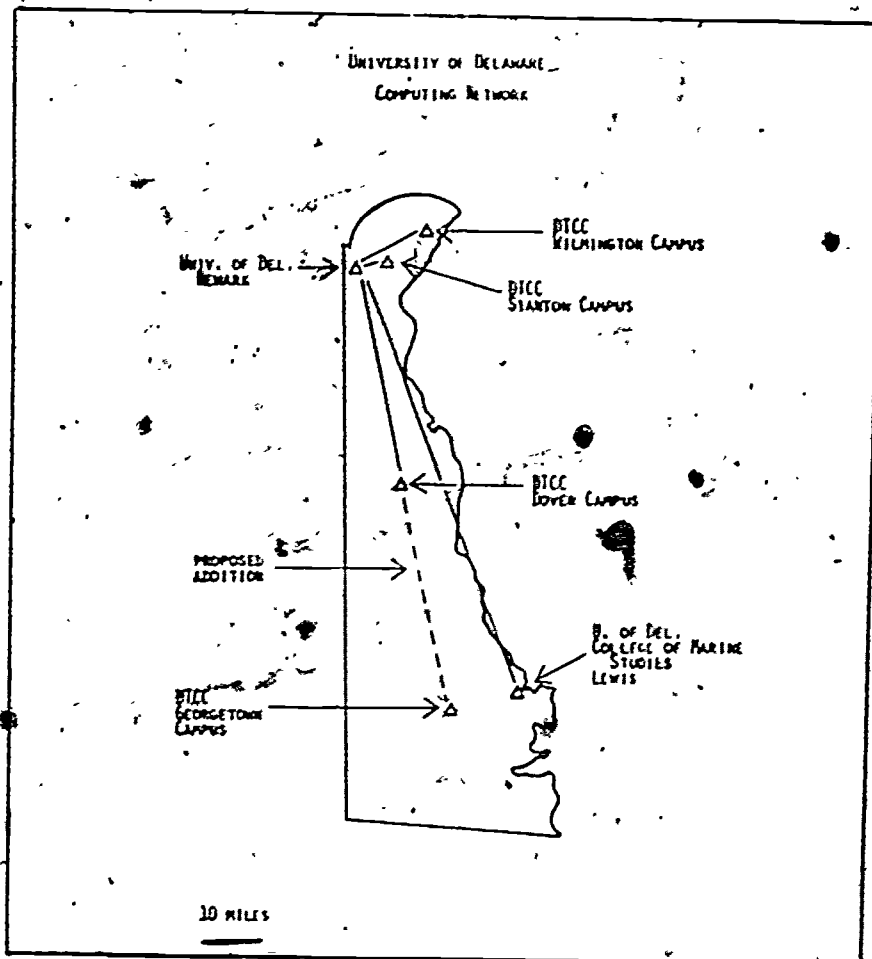 UNIVERSITY OF DELAWARE
COMPUTING NETWORK
DTCC
WILMINGTON CAMPUS
UNIV. OF DEL.
NEWARK
DTCC
STANTON CAMPUS
DTCC
DOVER CAMPUS
PROPOSED
ADDITION
U. OF DEL.
COLLEGE OF MARINE
STUDIES
LEWIS
DTCC
GEORGETOWN
CAMPUS
10 MILES